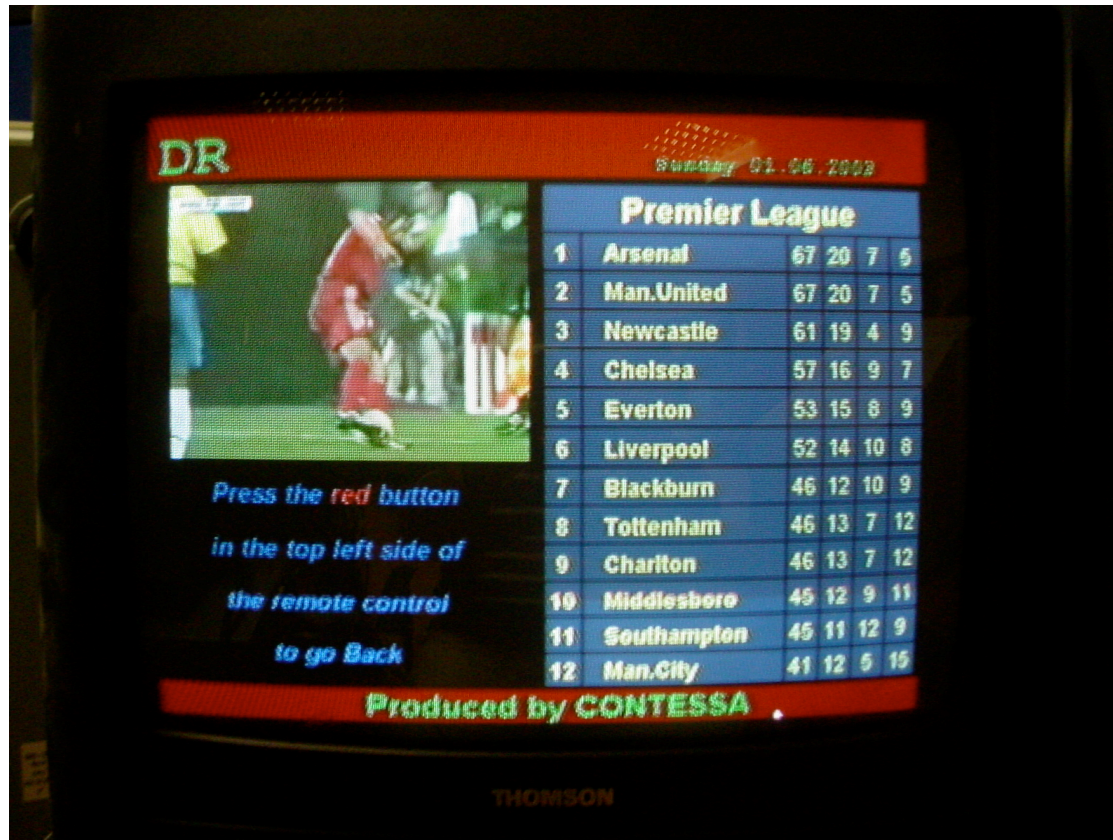 DR
Sunday 01.06.2003
Premier League
1 Arsenal 67 20 7 5
2 Man.United 67 20 7 5
3 Newcastle 61 19 4 9
4 Chelsea 57 16 9 7
5 Everton 53 15 8 9
6 Liverpool 52 14 10 8
7 Blackburn 46 12 10 9
8 Tottenham 46 13 7 12
9 Charlton 46 13 7 12
10 Middlesboro 45 12 9 11
11 Southampton 45 11 12 9
12 Man.City 41 12 5 15
Press the red button
in the top left side of
the remote control
to go Back
Produced by CONTESSA
THOMSON